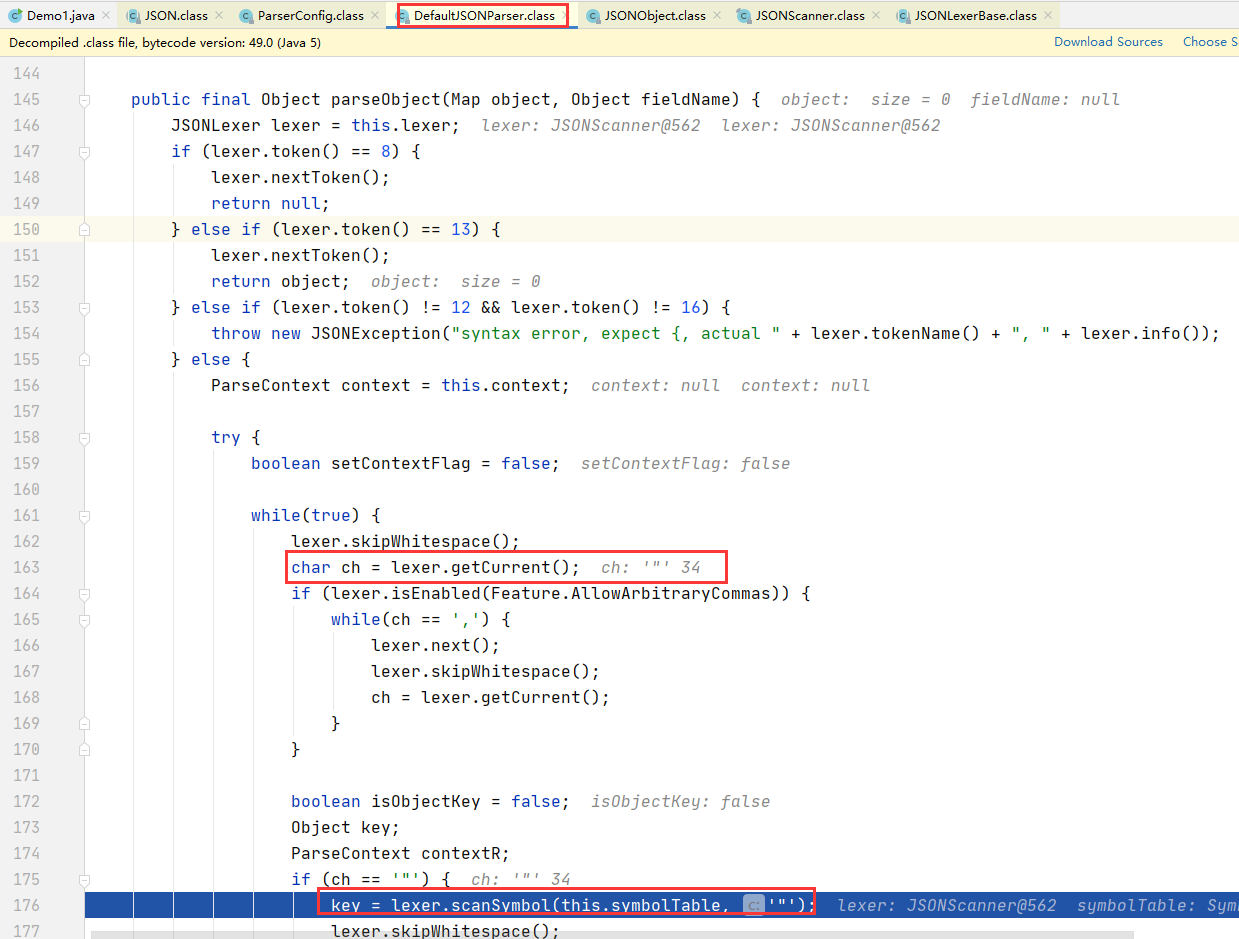 Demo1.java × JSON.class × ParserConfig.class × DefaultJSONParser.class × JSONObject.class × JSONScanner.class × JSONLexerBase.class ×
Decompiled .class file, bytecode version: 49.0 (Java 5) Download Sources Choose S
144
145 public final Object parseObject(Map object, Object fieldName) { object: size = 0 fieldName: null
146 JSONLexer lexer = this.lexer; lexer: JSONScanner@562 lexer: JSONScanner@562
147 if (lexer.token() == 8) {
148 lexer.nextToken();
149 return null;
150 } else if (lexer.token() == 13) {
151 lexer.nextToken();
152 return object; object: size = 0
153 } else if (lexer.token() != 12 && lexer.token() != 16) {
154 throw new JSONException("syntax error, expect {, actual " + lexer.tokenName() + ", " + lexer.info());
155 } else {
156 ParseContext context = this.context; context: null context: null
157
158 try {
159 boolean setContextFlag = false; setContextFlag: false
160
161 while(true) {
162 lexer.skipWhitespace();
163 char ch = lexer.getCurrent(); ch: '"' 34
164 if (lexer.isEnabled(Feature.AllowArbitraryCommas)) {
165 while(ch == ',') {
166 lexer.next();
167 lexer.skipWhitespace();
168 ch = lexer.getCurrent();
169 }
170 }
171
172 boolean isObjectKey = false; isObjectKey: false
173 Object key;
174 ParseContext contextR;
175 if (ch == '"') { ch: '"' 34
176 key = lexer.scanSymbol(this.symbolTable, c: '"'); lexer: JSONScanner@562 symbolTable: Sym
177 lexer.skipWhitespace();